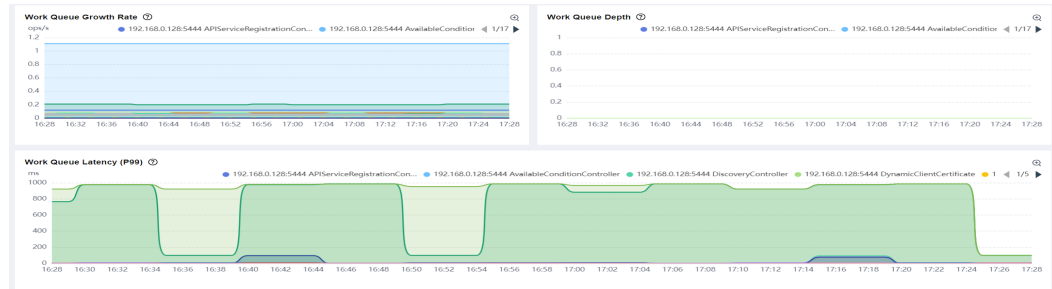 Work Queue Growth Rate
ops/s
192.168.0.128:5444 APIServiceRegistrationCon... 192.168.0.128:5444 AvailableCondition 1/17
1.2
1
0.8
0.6
0.4
0.2
0
16:28 16:32 16:36 16:40 16:44 16:48 16:52 16:56 17:00 17:04 17:08 17:12 17:16 17:20 17:24 17:28
Work Queue Depth
192.168.0.128:5444 APIServiceRegistrationCon... 192.168.0.128:5444 AvailableCondition 1/17
1
0.8
0.6
0.4
0.2
0
16:28 16:32 16:36 16:40 16:44 16:48 16:52 16:56 17:00 17:04 17:08 17:12 17:16 17:20 17:24 17:28
Work Queue Latency (P99)
ms
192.168.0.128:5444 APIServiceRegistrationCon... 192.168.0.128:5444 AvailableConditionController 192.168.0.128:5444 DiscoveryController 192.168.0.128:5444 DynamicClientCertificate 1 1/5
1000
800
600
400
200
0
16:28 16:30 16:32 16:34 16:36 16:38 16:40 16:42 16:44 16:46 16:48 16:50 16:52 16:54 16:56 16:58 17:00 17:02 17:04 17:06 17:08 17:10 17:12 17:14 17:16 17:18 17:20 17:22 17:24 17:26 17:28